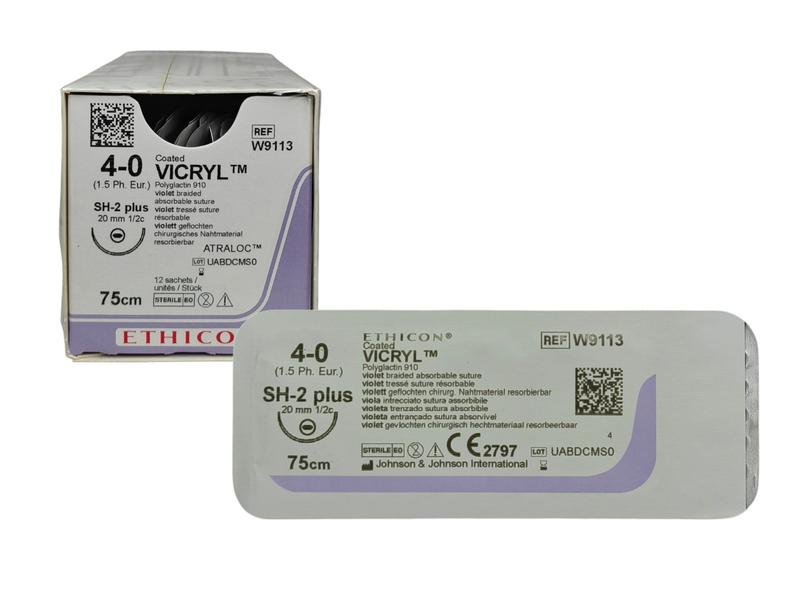 REF
W9113
4-0
(1.5 Ph. Eur.)
Coated
VICRYL™
Polyglactin 910
violet braided
absorbable suture
violet tressé suture
résorbable
violett geflochten
chirurgisches Nahtmaterial
resorbierbar
SH-2 plus
20 mm 1/2c
ATRALOC™
LOT UABDCMS0
12 sachets /
unités / Stück
75cm
STERILE EO
ETHICON
4-0
(1.5 Ph. Eur.)
SH-2 plus
20 mm 1/2c
75cm
ETHICON®
Coated
VICRYL™
Polyglactin 910
REF W9113
violet braided absorbable suture
violet tressé suture résorbable
violett geflochten chirurg. Nahtmaterial resorbierbar
viola intrecciato sutura assorbibile
violeta trenzado sutura absorbible
violeta entrançado sutura absorvível
violet gevlochten chirurgisch hechtmateriaal resorbeerbaar
4
STERILE EO
CE 2797
LOT UABDCMS0
Johnson & Johnson International